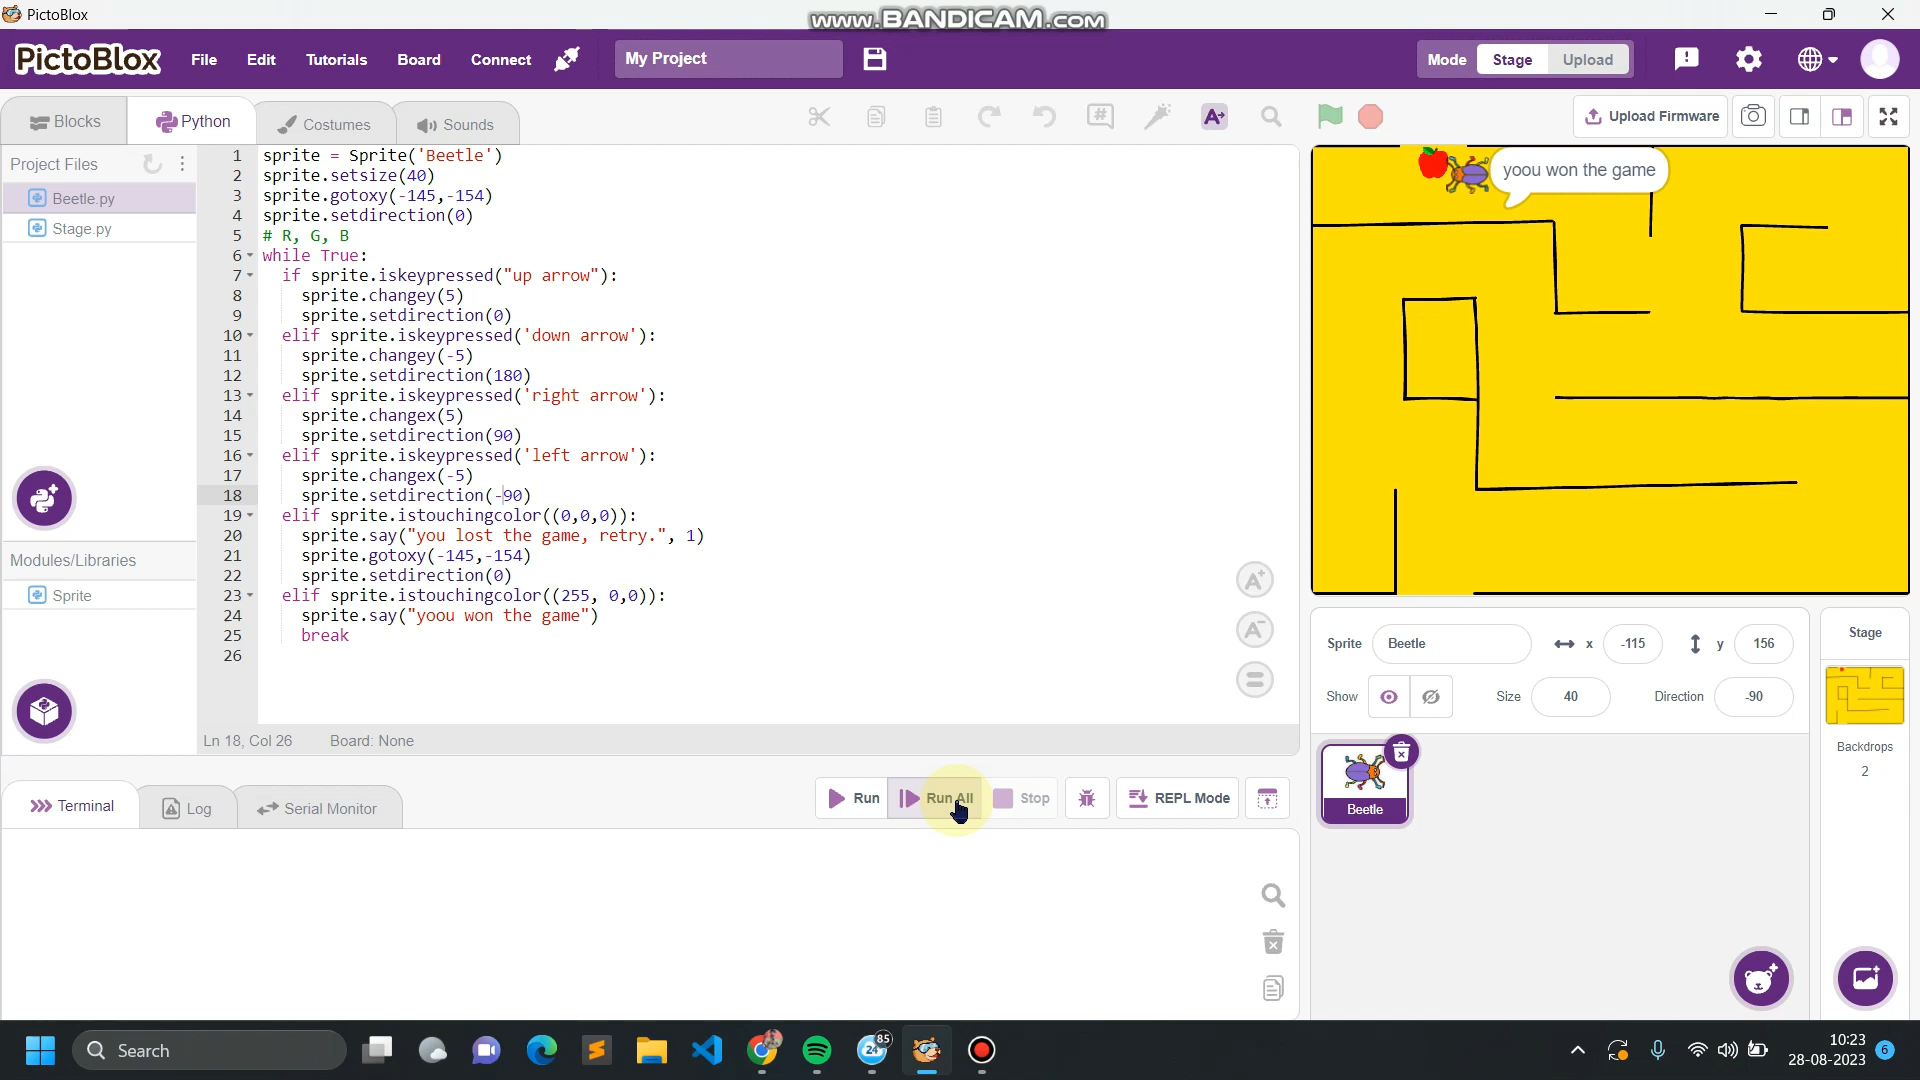 PictoBlox
www.BANDICAM.com
PictoBlox File Edit Tutorials Board Connect My Project Mode Stage Upload
Blocks Python Costumes Sounds Upload Firmware
Project Files
Beetle.py
Stage.py
Modules/Libraries
Sprite
1 sprite = Sprite('Beetle')
2 sprite.setsize(40)
3 sprite.gotoxy(-145,-154)
4 sprite.setdirection(0)
5 # R, G, B
6 while True:
7 if sprite.iskeypressed("up arrow"):
8 sprite.changey(5)
9 sprite.setdirection(0)
10 elif sprite.iskeypressed('down arrow'):
11 sprite.changey(-5)
12 sprite.setdirection(180)
13 elif sprite.iskeypressed('right arrow'):
14 sprite.changex(5)
15 sprite.setdirection(90)
16 elif sprite.iskeypressed('left arrow'):
17 sprite.changex(-5)
18 sprite.setdirection(-90)
19 elif sprite.istouchingcolor((0,0,0)):
20 sprite.say("you lost the game, retry.", 1)
21 sprite.gotoxy(-145,-154)
22 sprite.setdirection(0)
23 elif sprite.istouchingcolor((255, 0,0)):
24 sprite.say("yoou won the game")
25 break
26
Ln 18, Col 26 Board: None
yoou won the game
Sprite Beetle x -115 y 156
Show Size 40 Direction -90
Beetle
Stage
Backdrops
2
Terminal Log Serial Monitor Run Run All Stop REPL Mode
Search
85
24
10:23
28-08-2023
6